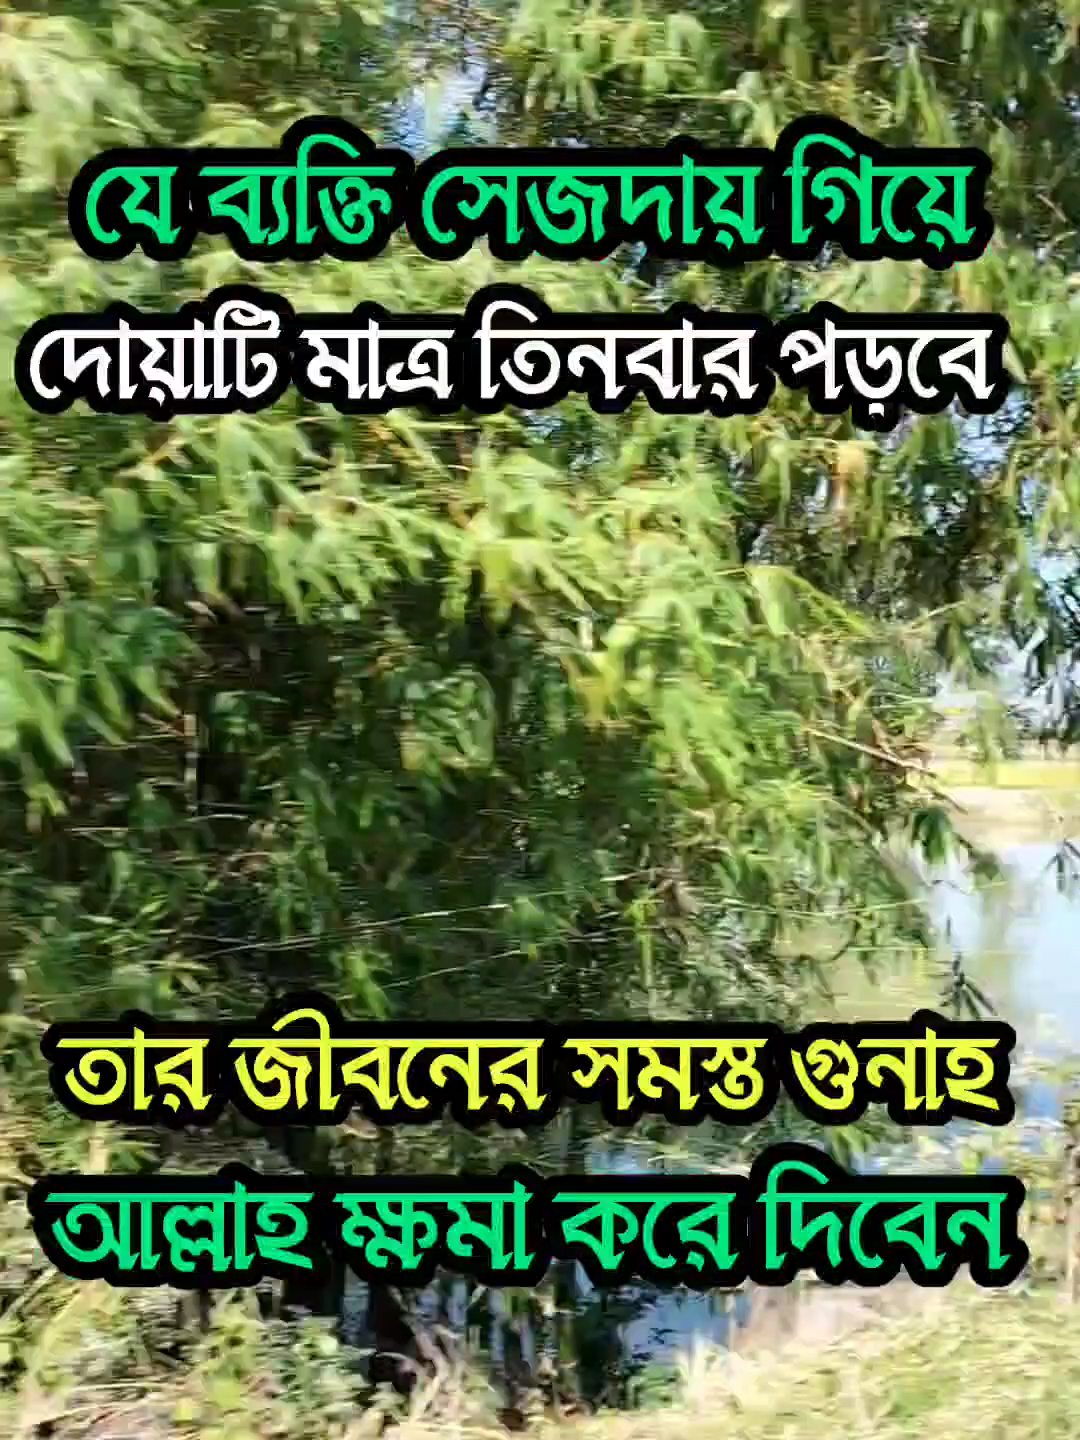 যে ব্যক্তি সেজদায় গিয়ে
দোয়াটি মাত্র তিনবার পড়বে
তার জীবনের সমস্ত গুনাহ
আল্লাহ ক্ষমা করে দিবেন